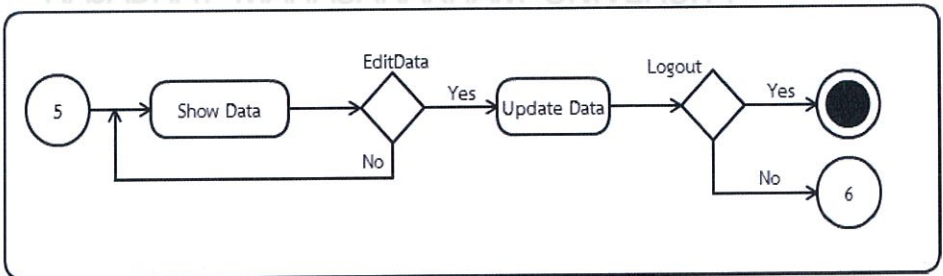 EditData
Logout
5
Show Data
Yes
Update Data
Yes
No
No
6